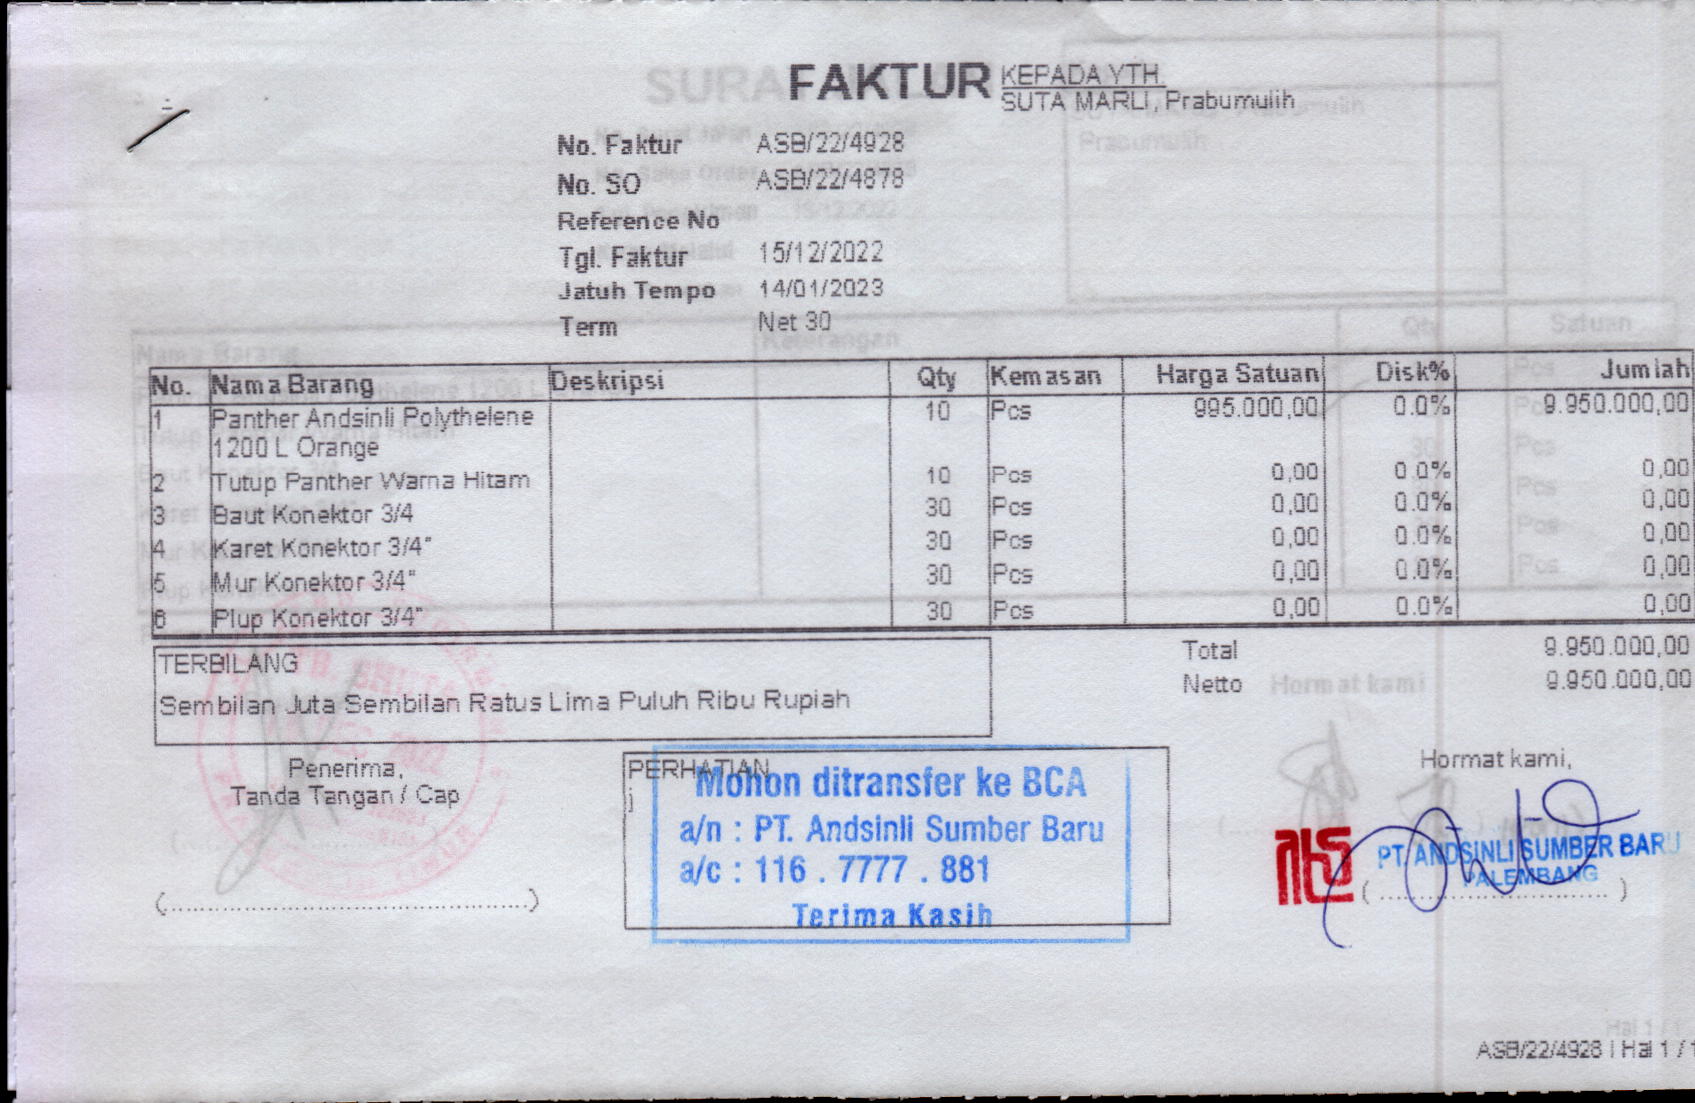 FAKTUR
KEPADA YTH.
SUTA MARLI, Prabumulih
No. Faktur ASB/22/4928
No. SO ASB/22/4878
Reference No
Tgl. Faktur 15/12/2022
Jatuh Tempo 14/01/2023
Term Net 30
No. Nama Barang Deskripsi Qty Kemasan Harga Satuan Disk% Jumlah
1 Panther Andsinli Polythelene 10 Pcs 995.000,00 0.0% 9.950.000,00
1200 L Orange
2 Tutup Panther Warna Hitam 10 Pcs 0,00 0.0% 0,00
3 Baut Konektor 3/4 30 Pcs 0,00 0.0% 0,00
4 Karet Konektor 3/4" 30 Pcs 0,00 0.0% 0,00
5 Mur Konektor 3/4" 30 Pcs 0,00 0.0% 0,00
6 Plup Konektor 3/4" 30 Pcs 0,00 0.0% 0,00
Total 9.950.000,00
Netto 9.950.000,00
TERBILANG
Sembilan Juta Sembilan Ratus Lima Puluh Ribu Rupiah
Penerima,
Tanda Tangan / Cap
(..........................................)
PERHATIAN
j
Mohon ditransfer ke BCA
a/n : PT. Andsinli Sumber Baru
a/c : 116 . 7777 . 881
Terima Kasih
Hormat kami,
PT. ANDSINLI SUMBER BARU
PALEMBANG
(..............................)
ASB/22/4928 | Hal 1 / 1